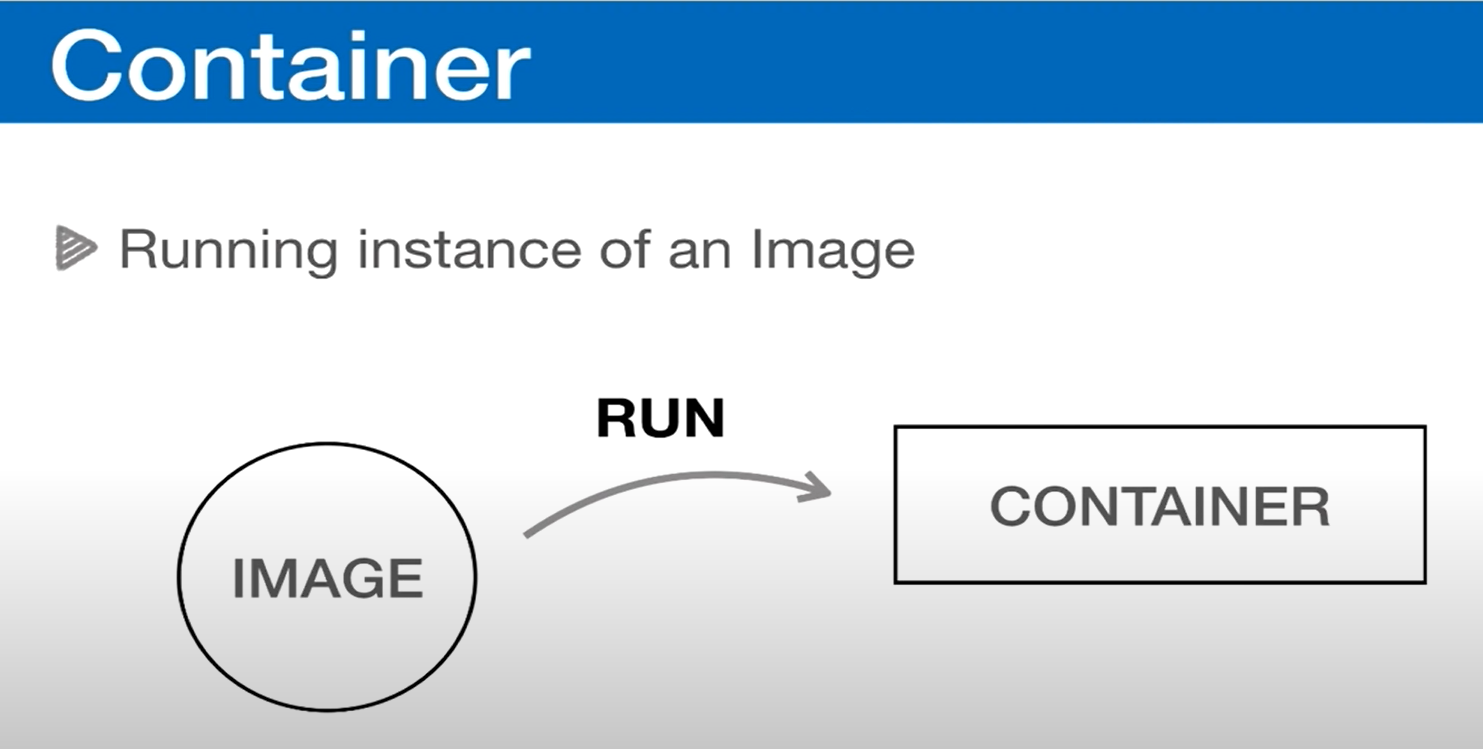 Container
Running instance of an Image
RUN
IMAGE
CONTAINER